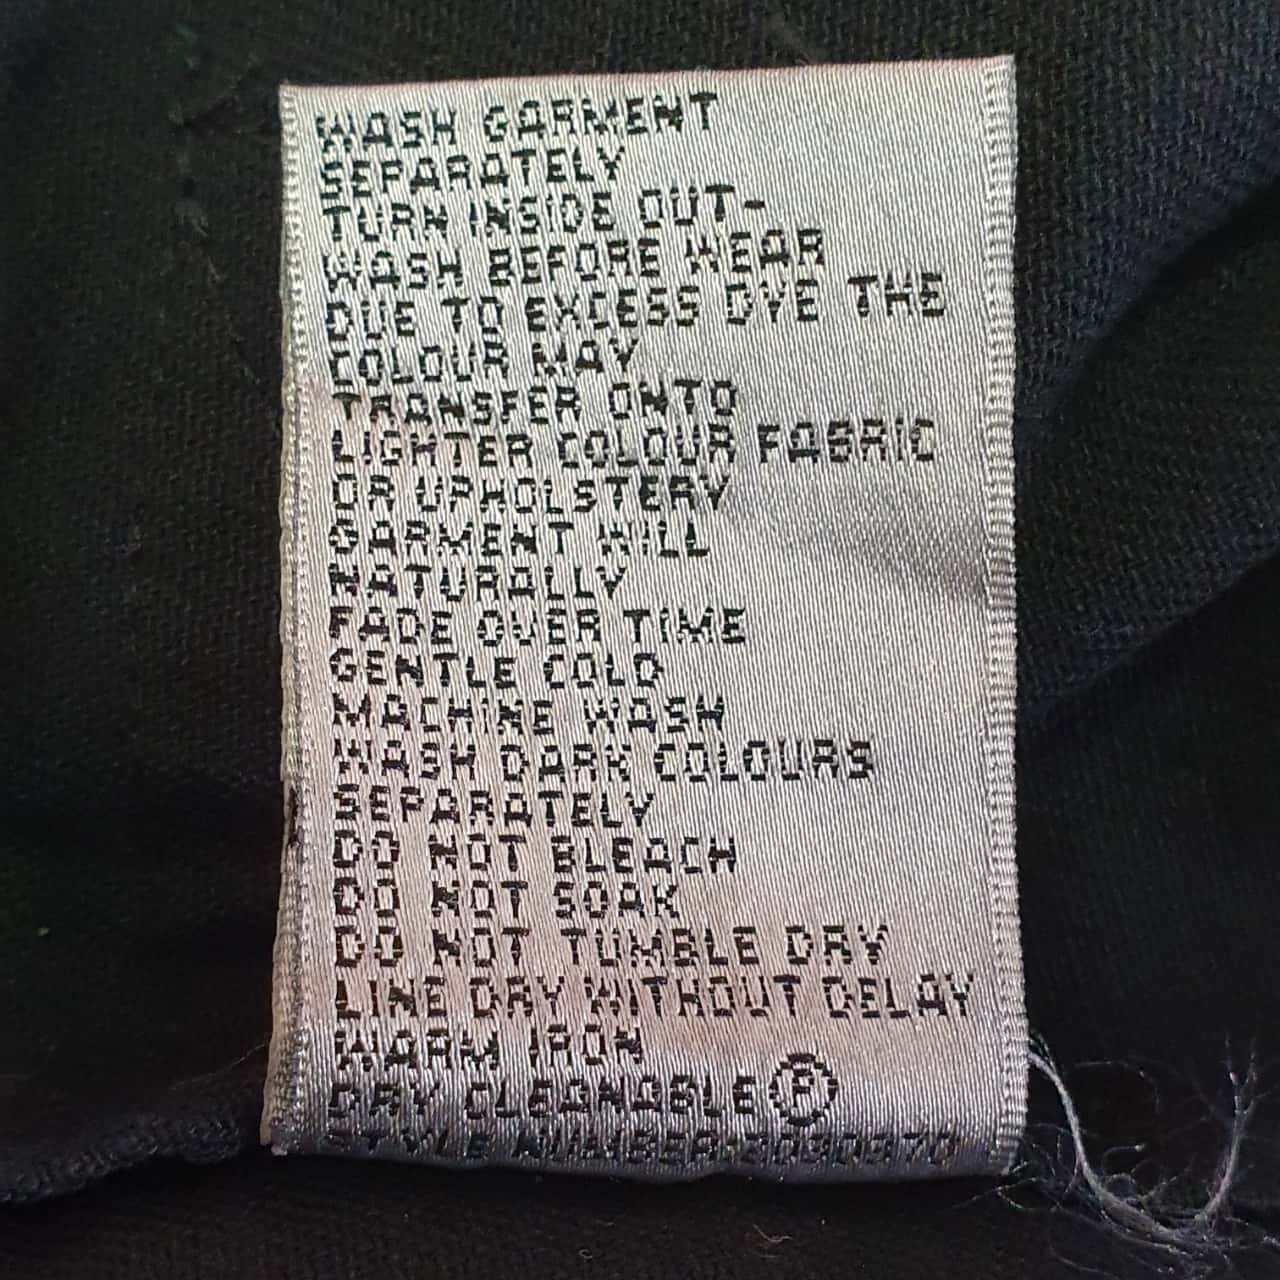 WASH GARMENT
SEPARATELY
TURN INSIDE OUT-
WASH BEFORE WEAR
DUE TO EXCESS DYE THE
COLOUR MAY
TRANSFER ONTO
LIGHTER COLOUR FABRIC
OR UPHOLSTERY
GARMENT WILL
NATURALLY
FADE OVER TIME
GENTLE COLD
MACHINE WASH
WASH DARK COLOURS
SEPARATELY
DO NOT BLEACH
DO NOT SOAK
DO NOT TUMBLE DRY
LINE DRY WITHOUT DELAY
WARM IRON
DRY CLEANABLE Ⓟ
STYLE NUMBER: